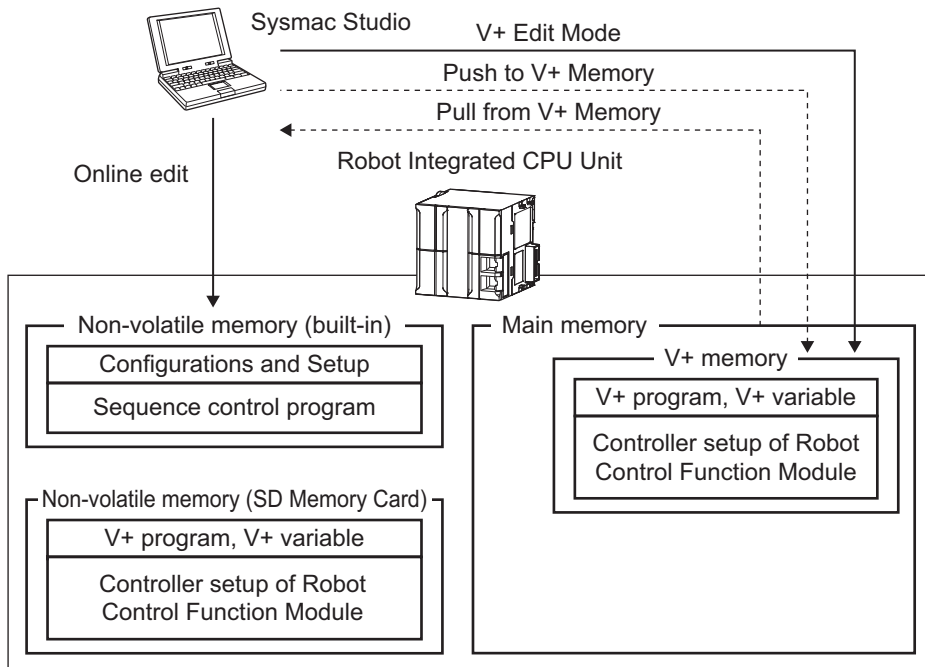 Sysmac Studio
V+ Edit Mode
Push to V+ Memory
Pull from V+ Memory
Online edit
Robot Integrated CPU Unit
Non-volatile memory (built-in)
Configurations and Setup
Sequence control program
Main memory
V+ memory
V+ program, V+ variable
Controller setup of Robot
Control Function Module
Non-volatile memory (SD Memory Card)
V+ program, V+ variable
Controller setup of Robot
Control Function Module